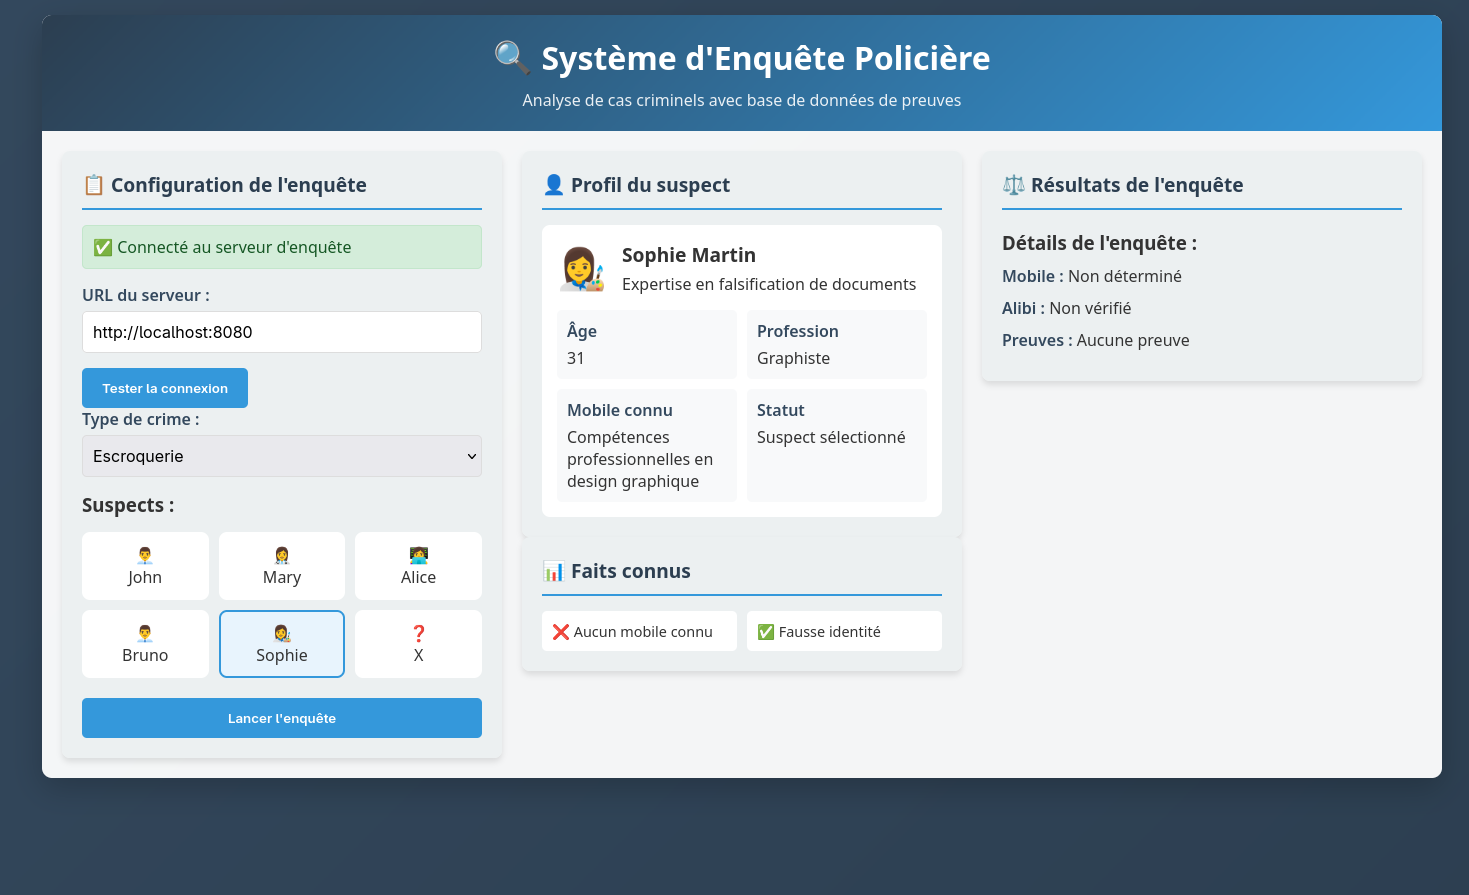 🔍 Système d'Enquête Policière
Analyse de cas criminels avec base de données de preuves
📋 Configuration de l'enquête
✅ Connecté au serveur d'enquête
URL du serveur :
http://localhost:8080
Tester la connexion
Type de crime :
Escroquerie
Suspects :
John
Mary
Alice
Bruno
Sophie
❓
X
Lancer l'enquête
👤 Profil du suspect
Sophie Martin
Expertise en falsification de documents
Âge
31
Profession
Graphiste
Mobile connu
Compétences
professionnelles en
design graphique
Statut
Suspect sélectionné
📊 Faits connus
❌ Aucun mobile connu
✅ Fausse identité
⚖️ Résultats de l'enquête
Détails de l'enquête :
Mobile : Non déterminé
Alibi : Non vérifié
Preuves : Aucune preuve